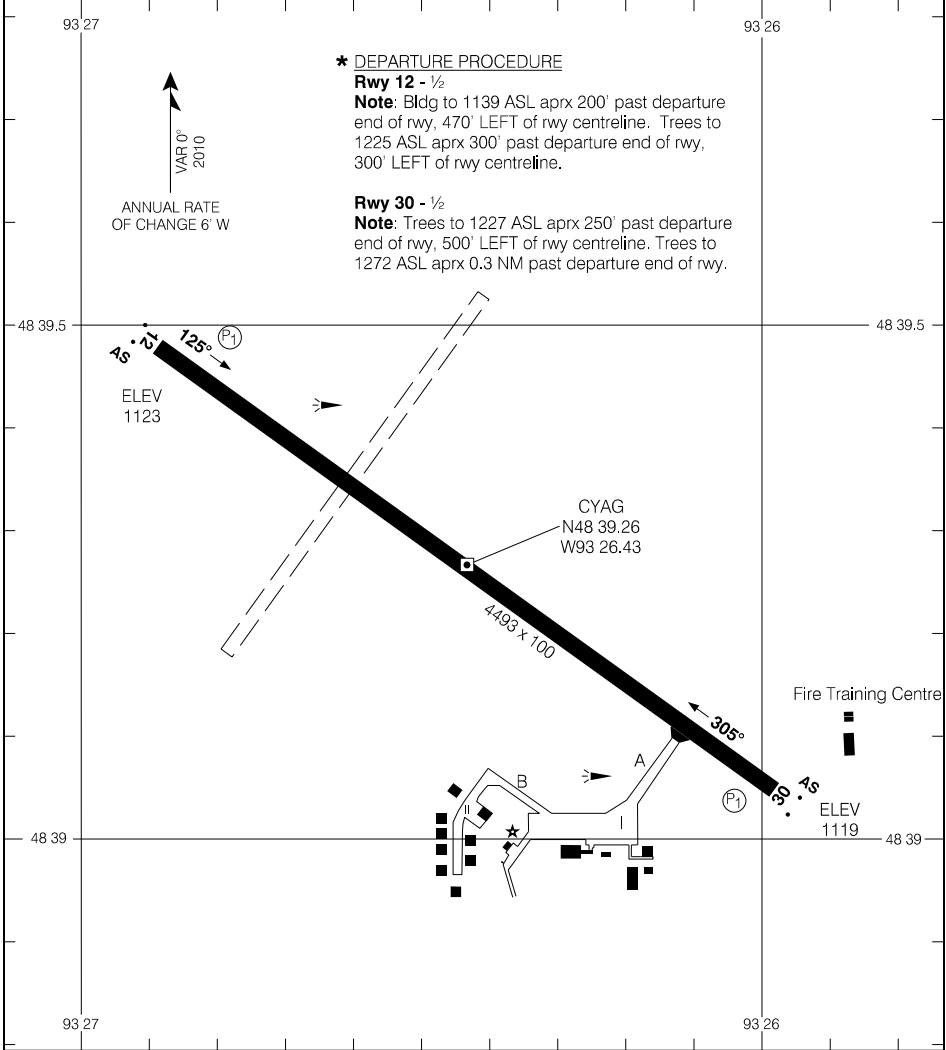 93 27
93 26
* DEPARTURE PROCEDURE
Rwy 12 - ½
Note: Bldg to 1139 ASL aprx 200' past departure
end of rwy, 470' LEFT of rwy centreline. Trees to
1225 ASL aprx 300' past departure end of rwy,
300' LEFT of rwy centreline.
Rwy 30 - ½
Note: Trees to 1227 ASL aprx 250' past departure
end of rwy, 500' LEFT of rwy centreline. Trees to
1272 ASL aprx 0.3 NM past departure end of rwy.
VAR 0°
2010
ANNUAL RATE
OF CHANGE 6' W
48 39.5
48 39.5
12
AS
125°
P1
ELEV
1123
CYAG
N48 39.26
W93 26.43
4493 x 100
Fire Training Centre
305°
A
B
II
I
P1
30
AS
ELEV
1119
48 39
48 39
93 27
93 26